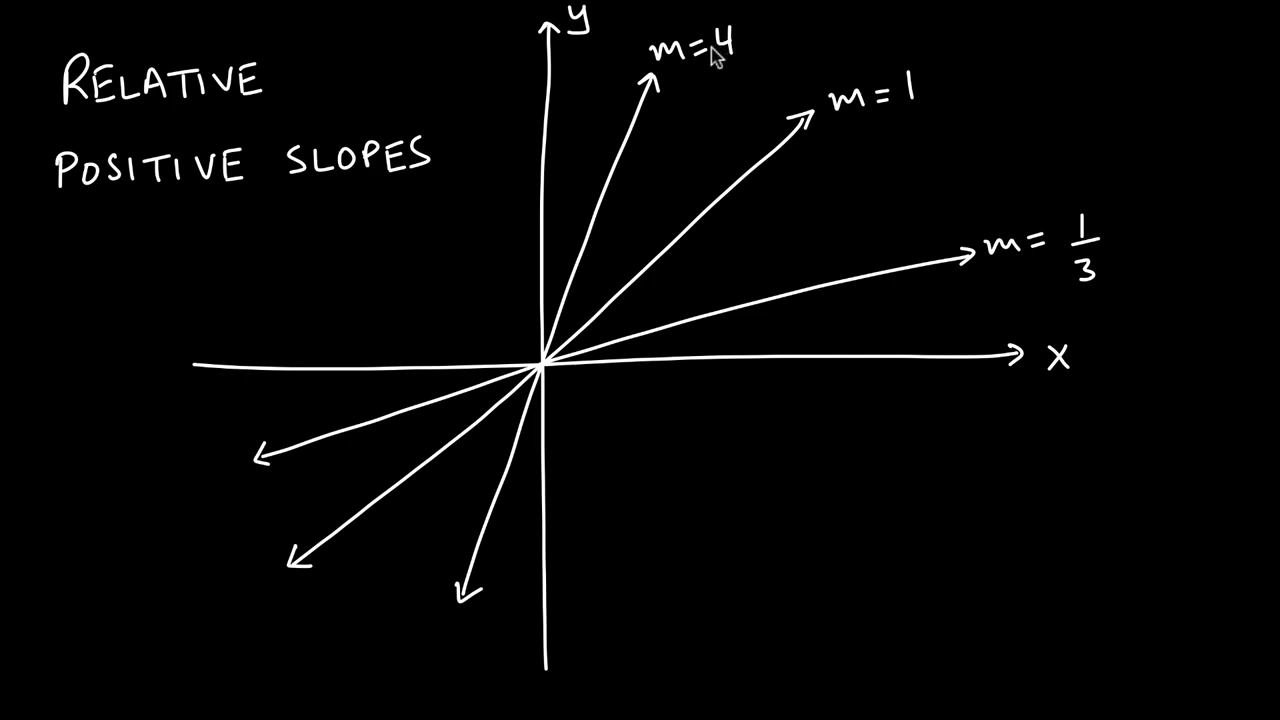 RELATIVE
POSITIVE SLOPES
y
m = 4
m = 1
m = 1/3
x